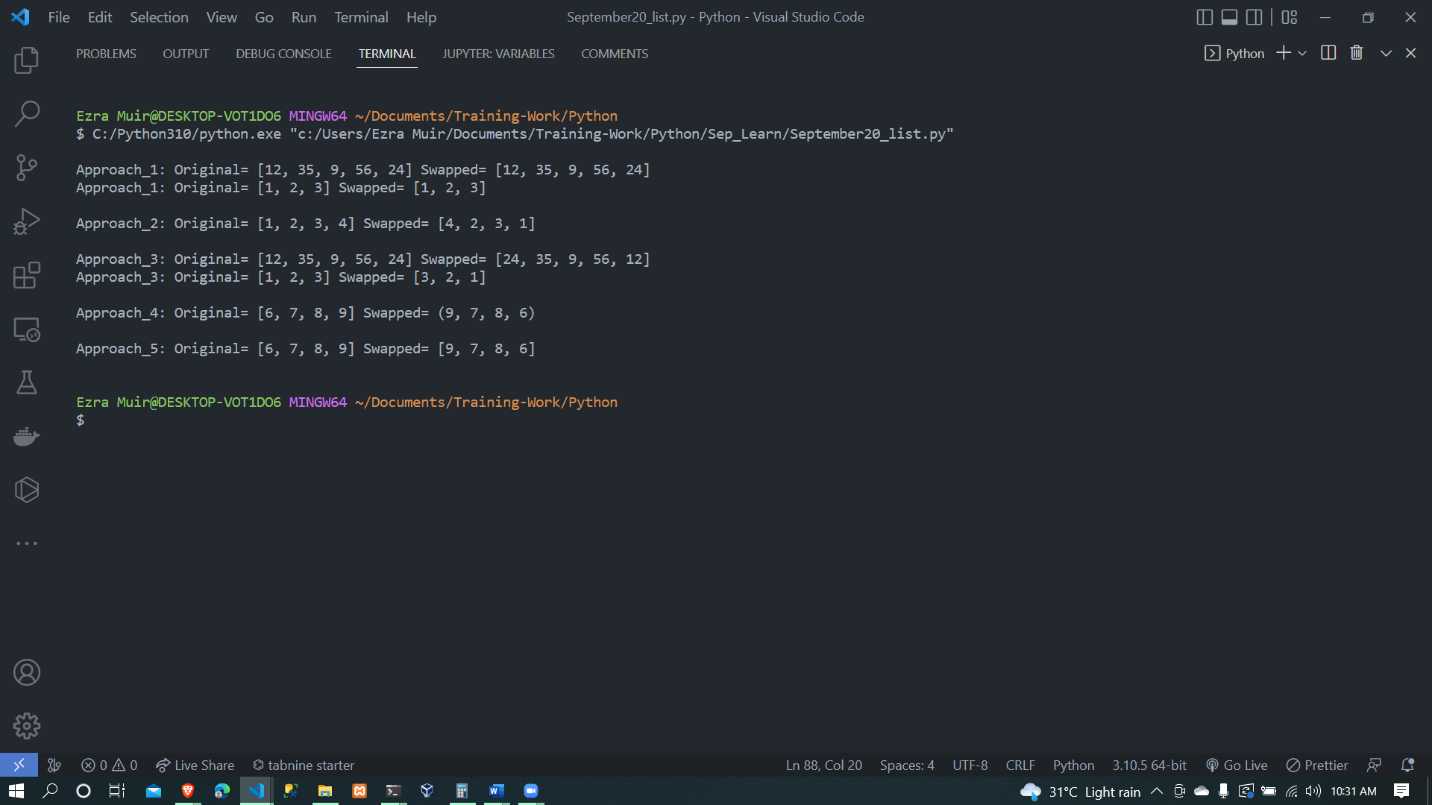 File Edit Selection View Go Run Terminal Help September20_list.py - Python - Visual Studio Code
PROBLEMS OUTPUT DEBUG CONSOLE TERMINAL JUPYTER: VARIABLES COMMENTS Python
Ezra Muir@DESKTOP-VOT1DO6 MINGW64 ~/Documents/Training-Work/Python
$ C:/Python310/python.exe "c:/Users/Ezra Muir/Documents/Training-Work/Python/Sep_Learn/September20_list.py"
Approach_1: Original= [12, 35, 9, 56, 24] Swapped= [12, 35, 9, 56, 24]
Approach_1: Original= [1, 2, 3] Swapped= [1, 2, 3]
Approach_2: Original= [1, 2, 3, 4] Swapped= [4, 2, 3, 1]
Approach_3: Original= [12, 35, 9, 56, 24] Swapped= [24, 35, 9, 56, 12]
Approach_3: Original= [1, 2, 3] Swapped= [3, 2, 1]
Approach_4: Original= [6, 7, 8, 9] Swapped= (9, 7, 8, 6)
Approach_5: Original= [6, 7, 8, 9] Swapped= [9, 7, 8, 6]
Ezra Muir@DESKTOP-VOT1DO6 MINGW64 ~/Documents/Training-Work/Python
$
0 0 Live Share tabnine starter Ln 88, Col 20 Spaces: 4 UTF-8 CRLF Python 3.10.5 64-bit Go Live Prettier
31°C Light rain 10:31 AM